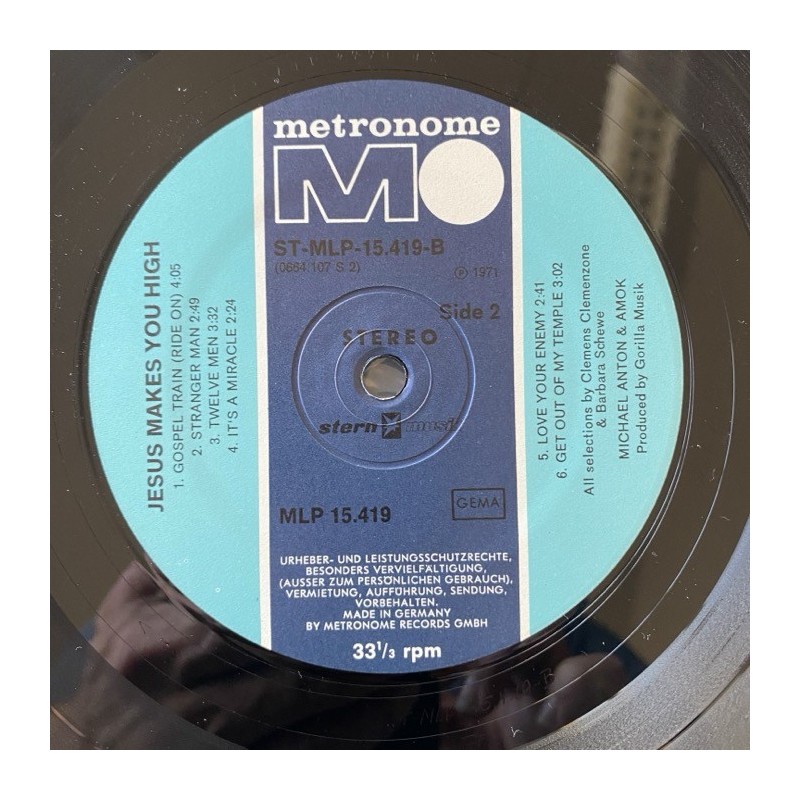 metronome
MO
ST-MLP-15.419-B
(0664 107 S 2)
℗ 1971
Side 2
STEREO
stern musik
MLP 15.419
GEMA
URHEBER- UND LEISTUNGSSCHUTZRECHTE,
BESONDERS VERVIELFÄLTIGUNG,
(AUSSER ZUM PERSÖNLICHEN GEBRAUCH),
VERMIETUNG, AUFFÜHRUNG, SENDUNG,
VORBEHALTEN.
MADE IN GERMANY
BY METRONOME RECORDS GMBH
33¹/₃ rpm
JESUS MAKES YOU HIGH
1. GOSPEL TRAIN (RIDE ON) 4:05
2. STRANGER MAN 2:49
3. TWELVE MEN 3:32
4. IT'S A MIRACLE 2:24
5. LOVE YOUR ENEMY 2:41
6. GET OUT OF MY TEMPLE 3:02
All selections by Clemens Clemenzone
& Barbara Schewe
MICHAEL ANTON & AMOK
Produced by Gorilla Musik